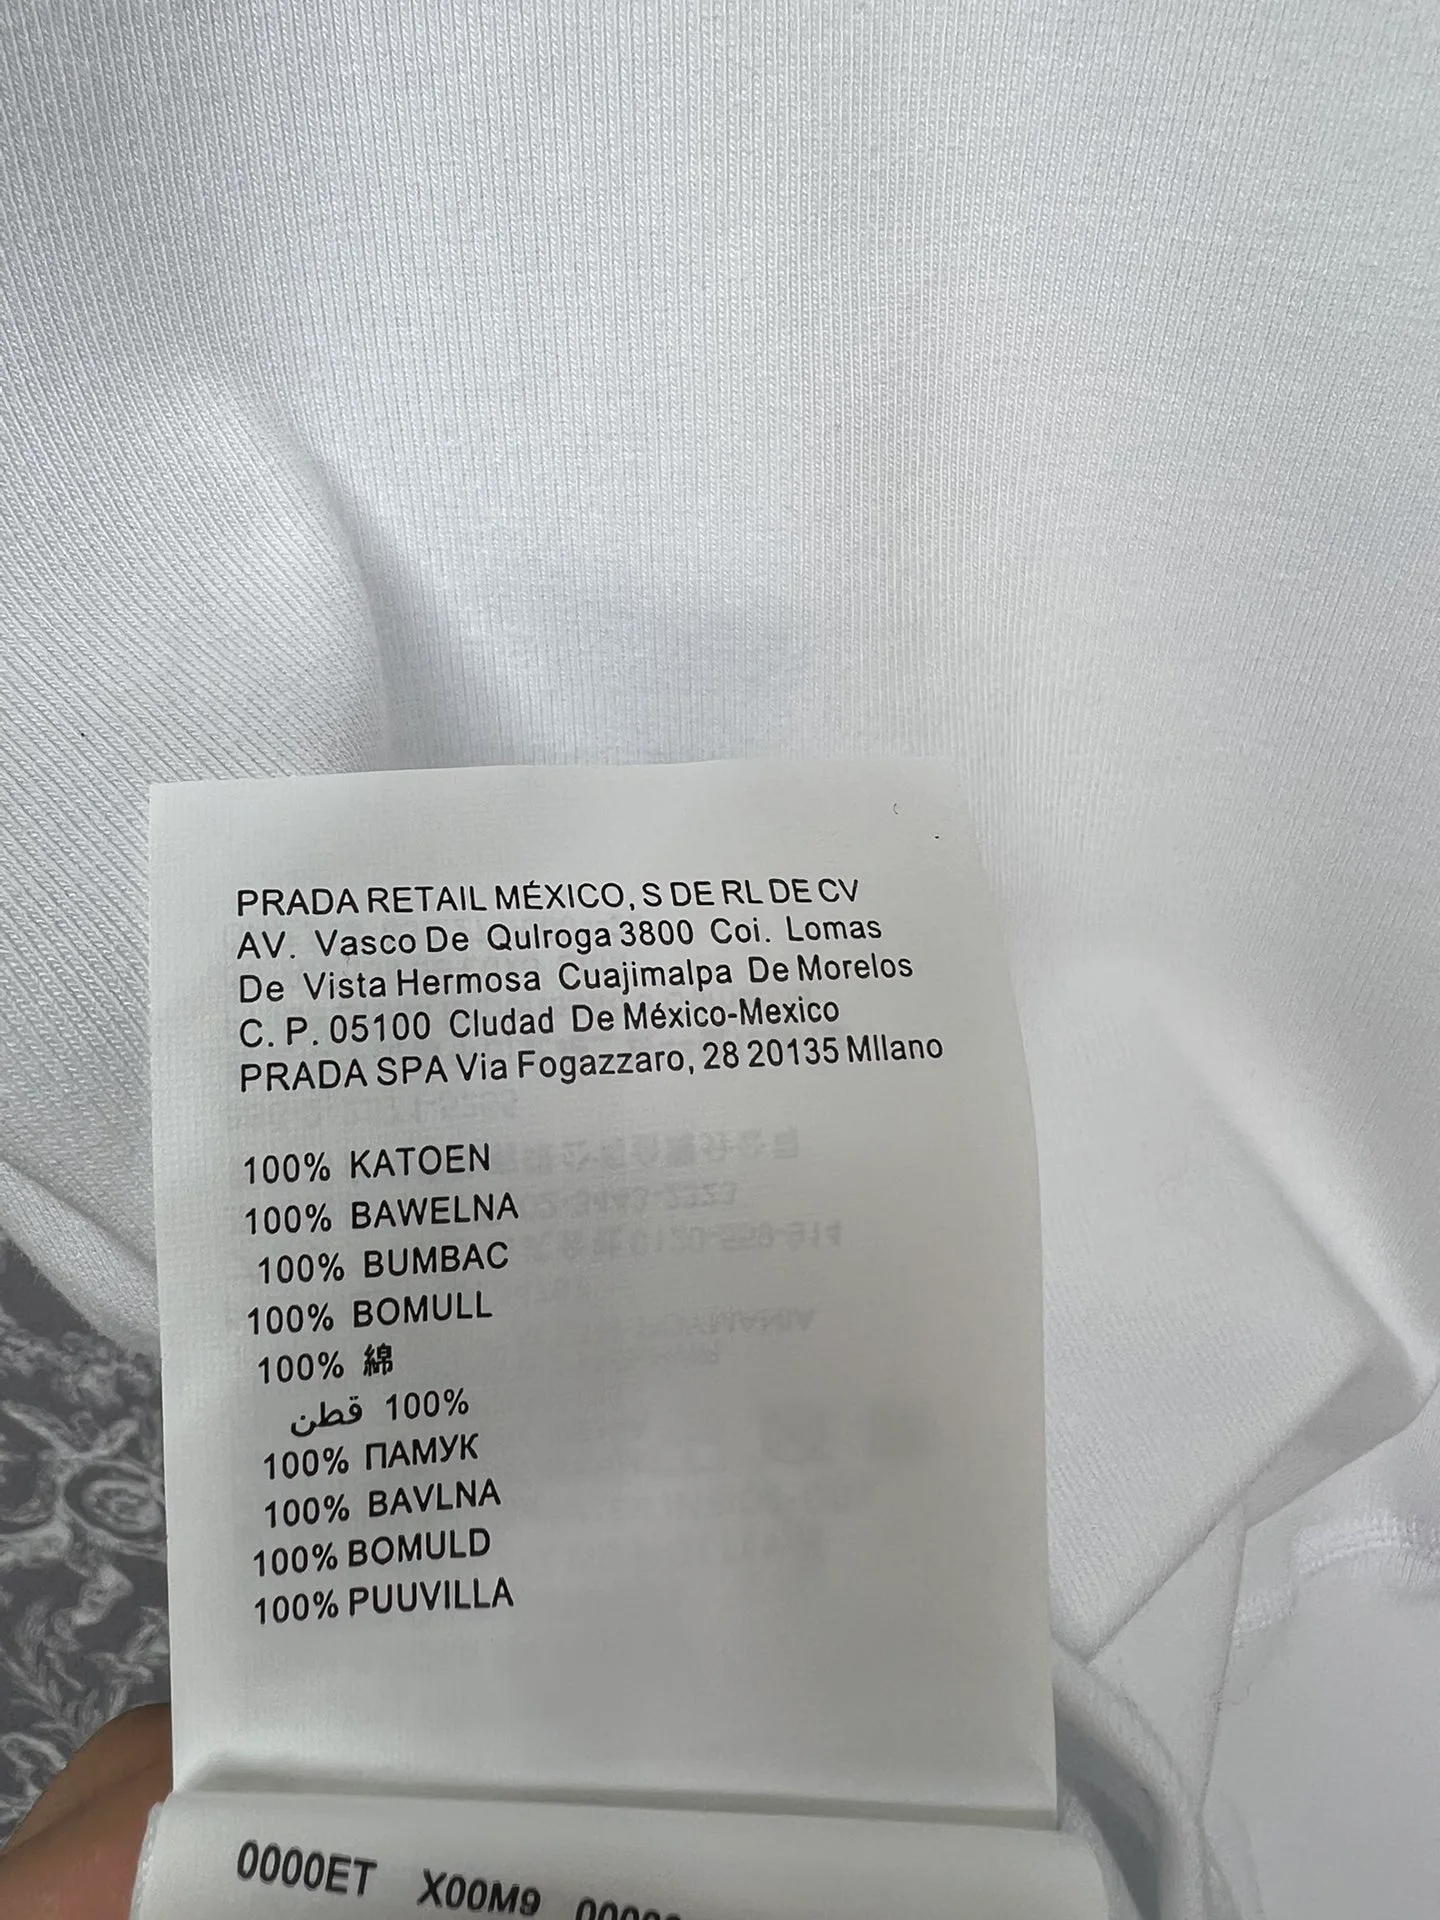 PRADA RETAIL MÉXICO, S DE RL DE CV
AV. Vasco De Qulroga 3800 Coi. Lomas
De Vista Hermosa Cuajimalpa De Morelos
C. P. 05100 Cludad De México-Mexico
PRADA SPA Via Fogazzaro, 28 20135 Mllano
100% KATOEN
100% BAWELNA
100% BUMBAC
100% BOMULL
100% 綿
100% قطن
100% ПАМУК
100% BAVLNA
100% BOMULD
100% PUUVILLA
0000ET X00M9